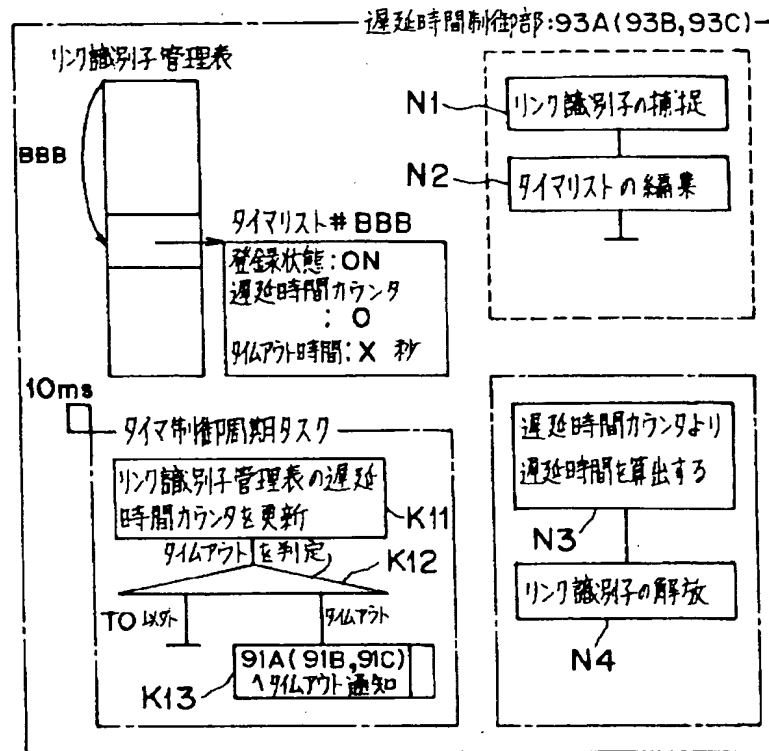 遅延時間制御部:93A(93B,93C)
リンク識別子管理表
BBB
タイマリスト#BBB
登録状態:ON
遅延時間カウンタ
:0
タイムアウト時間:X 秒
N1
リンク識別子の捕捉
N2
タイマリストの編集
10ms
タイマ制御周期タスク
リンク識別子管理表の遅延
時間カウンタを更新
K11
タイムアウトを判定
K12
TO以外
タイムアウト
91A(91B,91C)
へタイムアウト通知
K13
遅延時間カウンタより
遅延時間を算出する
N3
リンク識別子の解放
N4